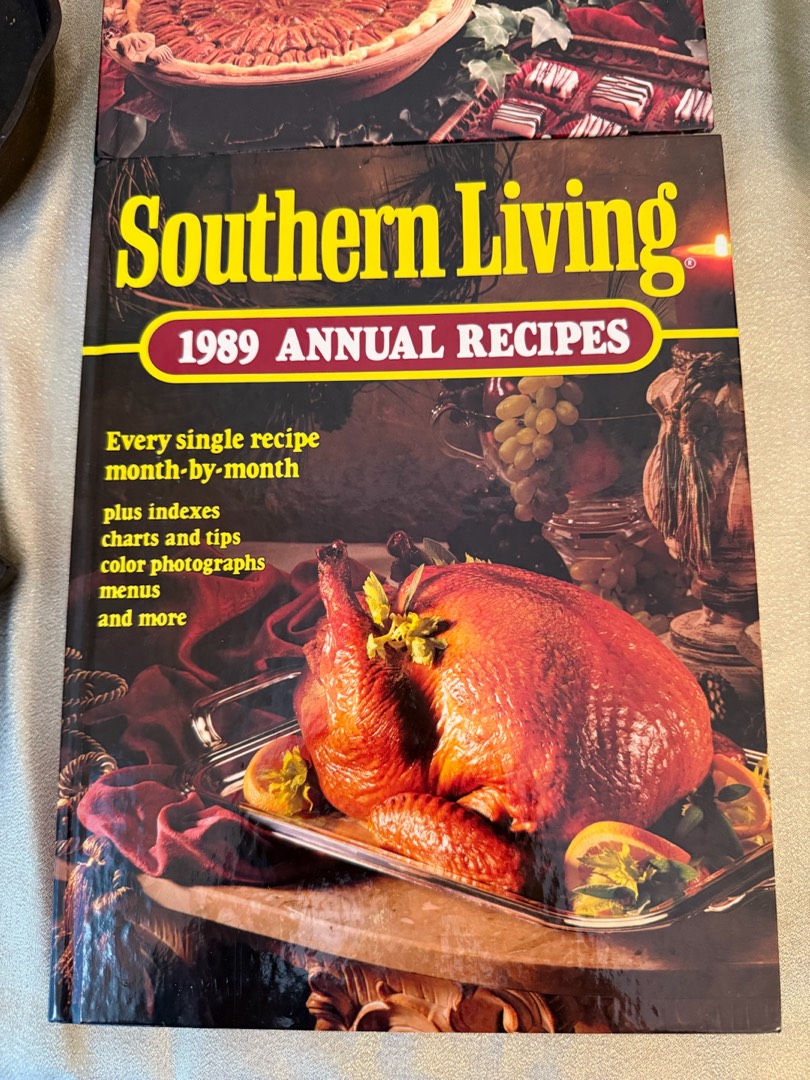 Southern Living®
1989 ANNUAL RECIPES
Every single recipe
month-by-month
plus indexes
charts and tips
color photographs
menus
and more